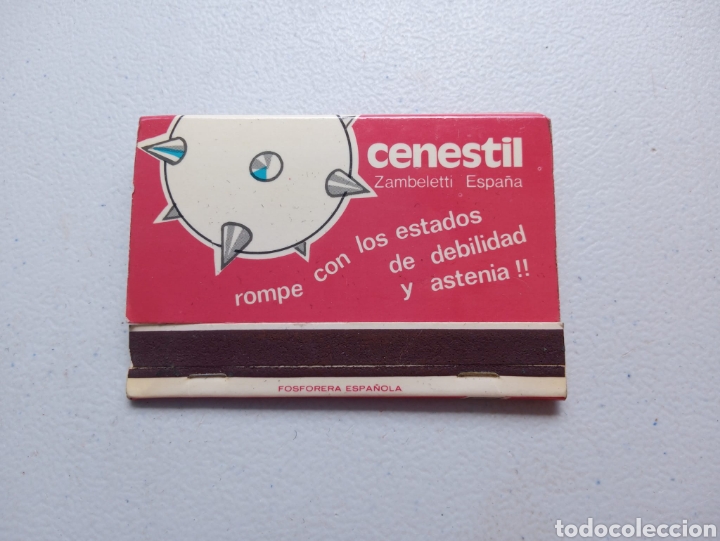 cenestil
Zambeletti España
rompe con los estados
de debilidad
y astenia !!
FOSFORERA ESPAÑOLA
todocoleccion